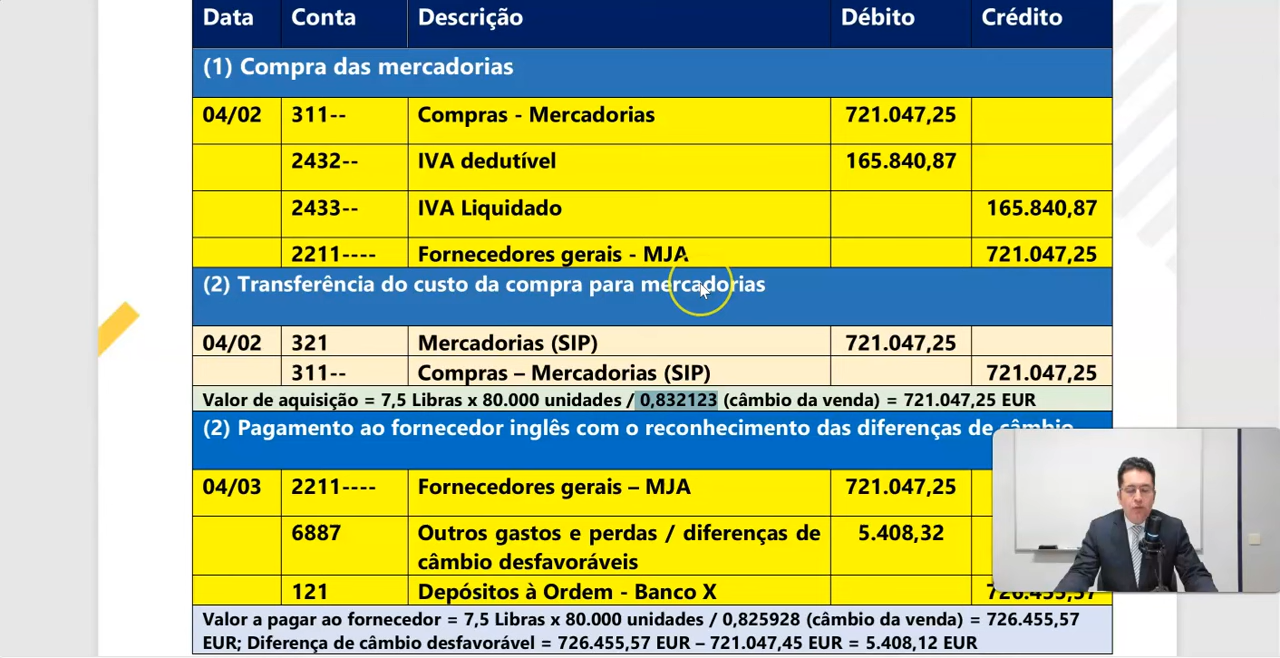 Data Conta Descrição Débito Crédito
(1) Compra das mercadorias
04/02 311-- Compras - Mercadorias 721.047,25
2432-- IVA dedutível 165.840,87
2433-- IVA Liquidado 165.840,87
2211---- Fornecedores gerais - MJA 721.047,25
(2) Transferência do custo da compra para mercadorias
04/02 321 Mercadorias (SIP) 721.047,25
311-- Compras – Mercadorias (SIP) 721.047,25
Valor de aquisição = 7,5 Libras x 80.000 unidades / 0,832123 (câmbio da venda) = 721.047,25 EUR
(2) Pagamento ao fornecedor inglês com o reconhecimento das diferenças de câmbio
04/03 2211---- Fornecedores gerais – MJA 721.047,25
6887 Outros gastos e perdas / diferenças de 5.408,32
câmbio desfavoráveis
121 Depósitos à Ordem - Banco X 726.455,57
Valor a pagar ao fornecedor = 7,5 Libras x 80.000 unidades / 0,825928 (câmbio da venda) = 726.455,57
EUR; Diferença de câmbio desfavorável = 726.455,57 EUR – 721.047,45 EUR = 5.408,12 EUR